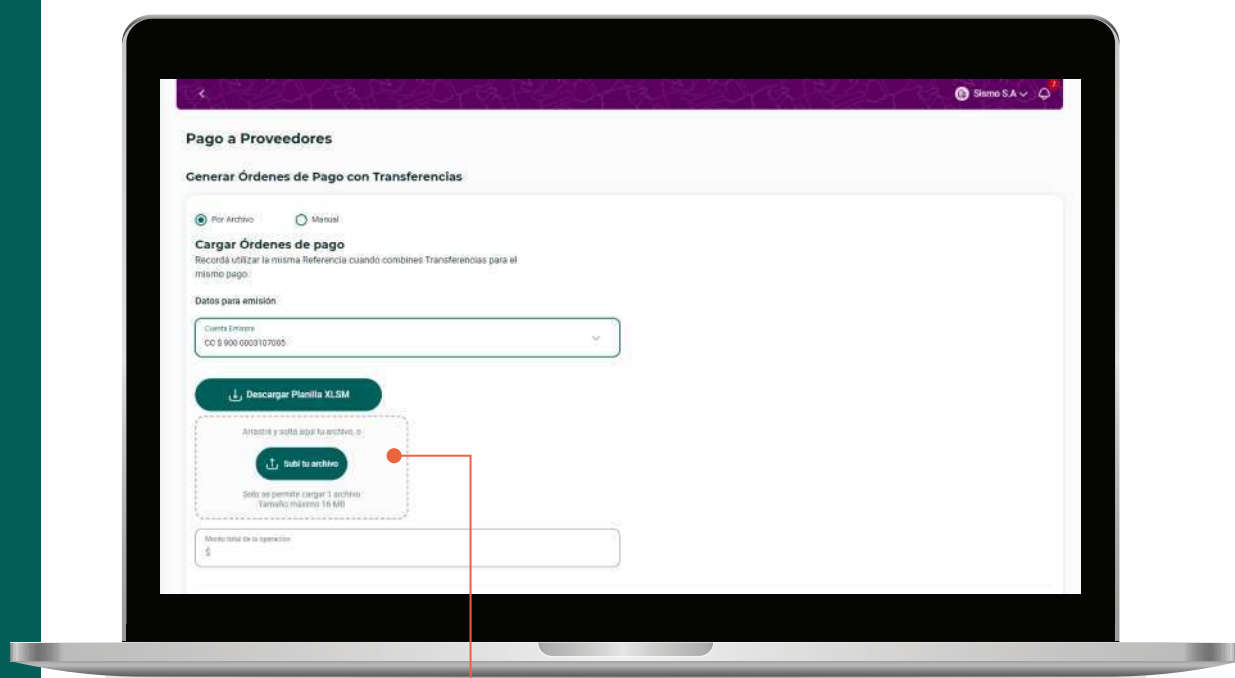 Sismo S.A
7
Pago a Proveedores
Generar Órdenes de Pago con Transferencias
Por Archivo
Manual
Cargar Órdenes de pago
Recordá utilizar la misma Referencia cuando combines Transferencias para el
mismo pago.
Datos para emisión
Cuenta Emisora
CC $ 900 0003107065
Descargar Planilla XLSM
Arrastrá y soltá aquí tu archivo, o
Subí tu archivo
Solo se permite cargar 1 archivo
Tamaño máximo 16 MB
Monto total de la operación
$